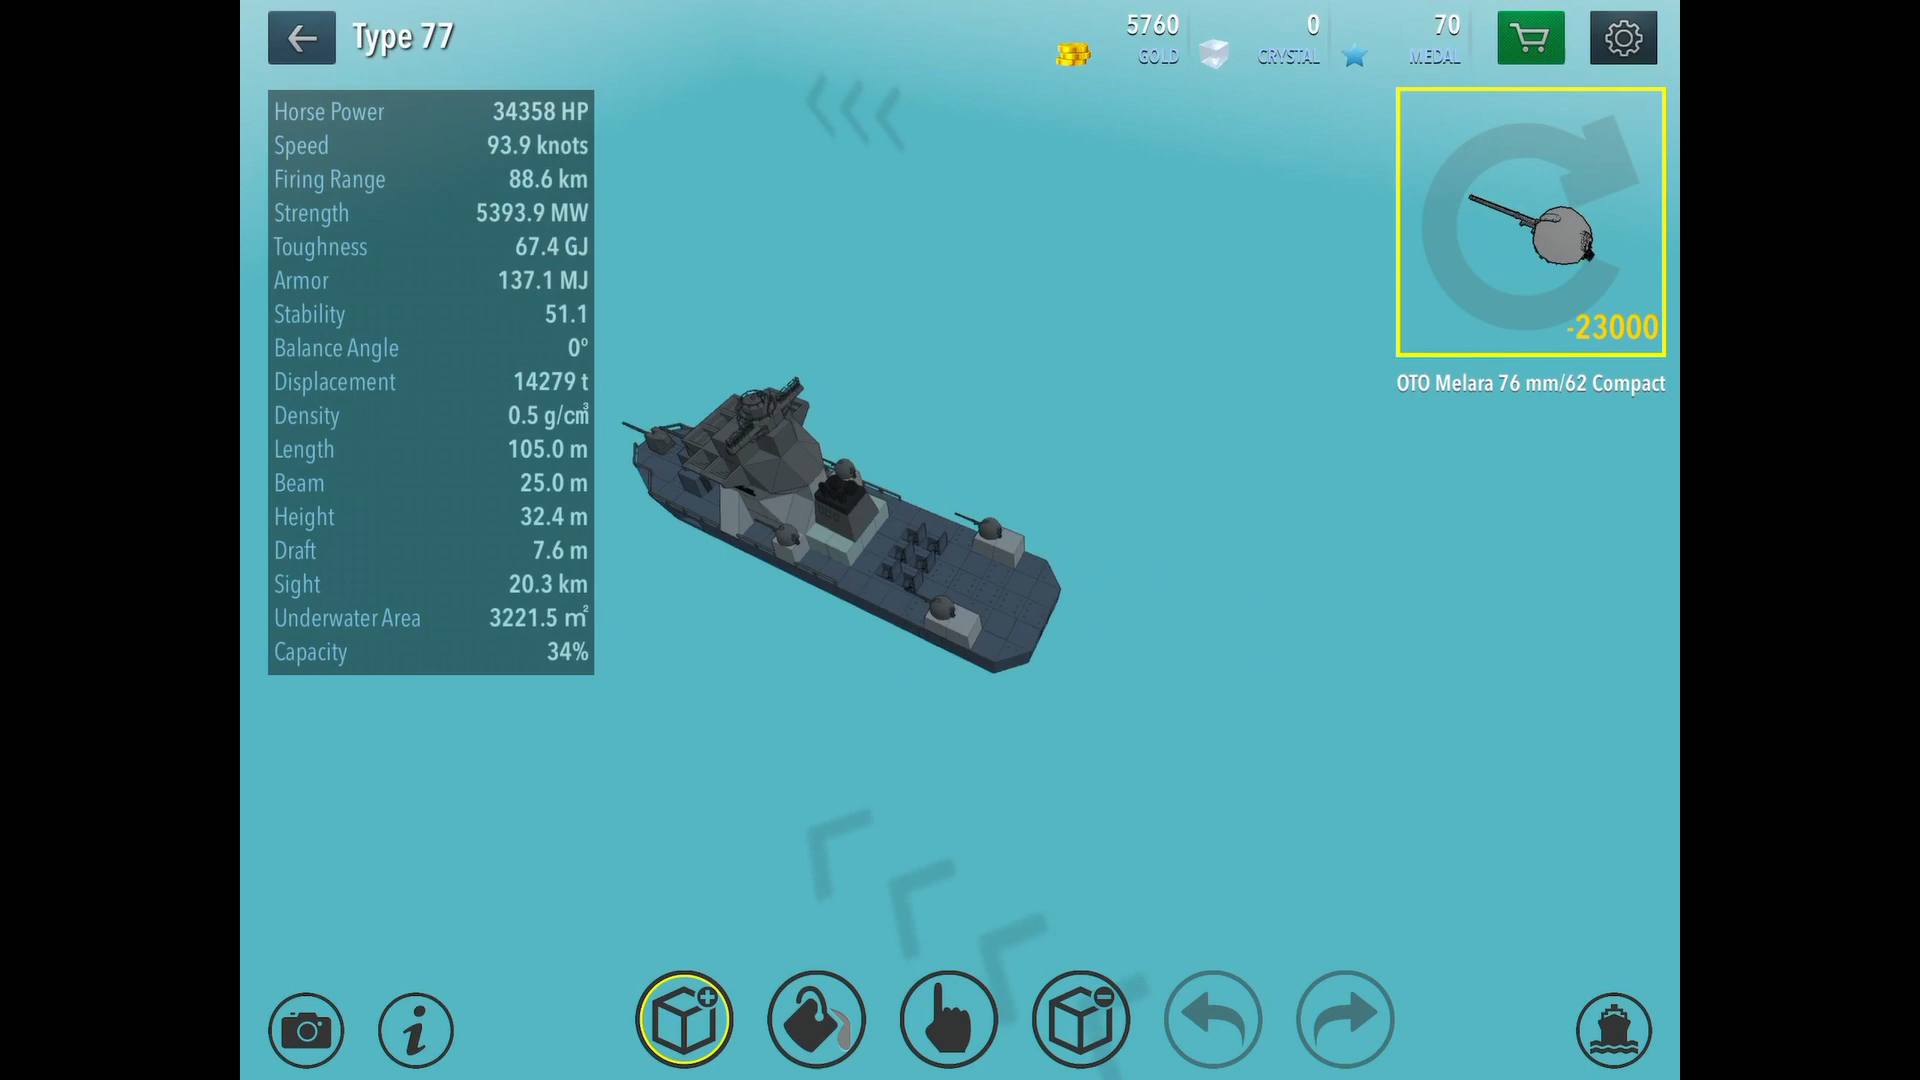 Type 77
5760
GOLD
0
CRYSTAL
70
MEDAL
Horse Power 34358 HP
Speed 93.9 knots
Firing Range 88.6 km
Strength 5393.9 MW
Toughness 67.4 GJ
Armor 137.1 MJ
Stability 51.1
Balance Angle 0°
Displacement 14279 t
Density 0.5 g/cm³
Length 105.0 m
Beam 25.0 m
Height 32.4 m
Draft 7.6 m
Sight 20.3 km
Underwater Area 3221.5 m²
Capacity 34%
-23000
OTO Melara 76 mm/62 Compact